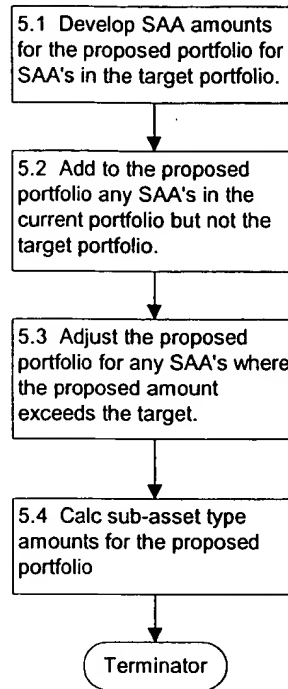 5.1 Develop SAA amounts
for the proposed portfolio for
SAA's in the target portfolio.
5.2 Add to the proposed
portfolio any SAA's in the
current portfolio but not the
target portfolio.
5.3 Adjust the proposed
portfolio for any SAA's where
the proposed amount
exceeds the target.
5.4 Calc sub-asset type
amounts for the proposed
portfolio
Terminator